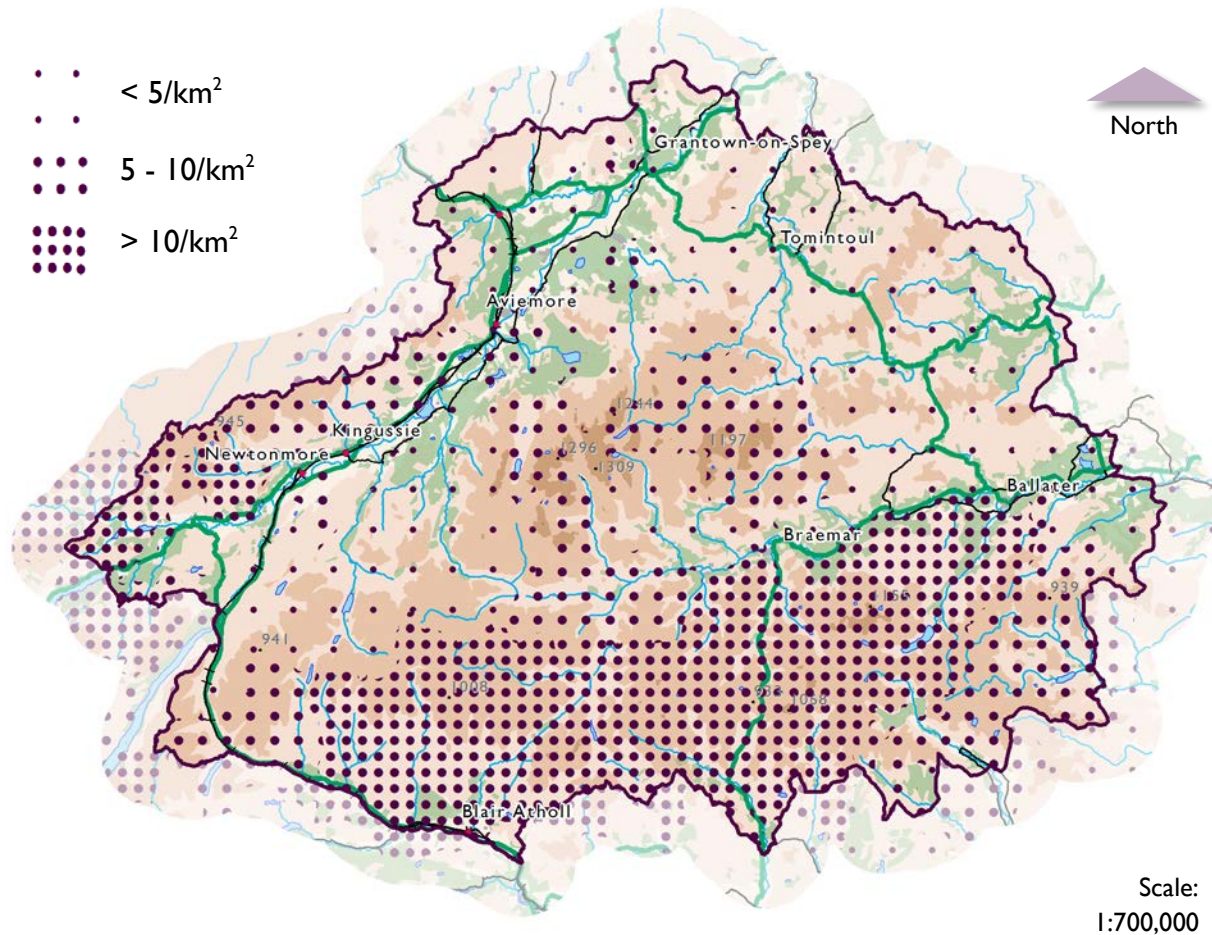 < 5/km²
5 - 10/km²
> 10/km²
North
Grantown-on-Spey
Tomintoul
Aviemore
1244
945
Kingussie
1197
1296
Newtonmore
1309
Ballater
Braemar
939
941
1008
1068
Blair Atholl
Scale:
1:700,000